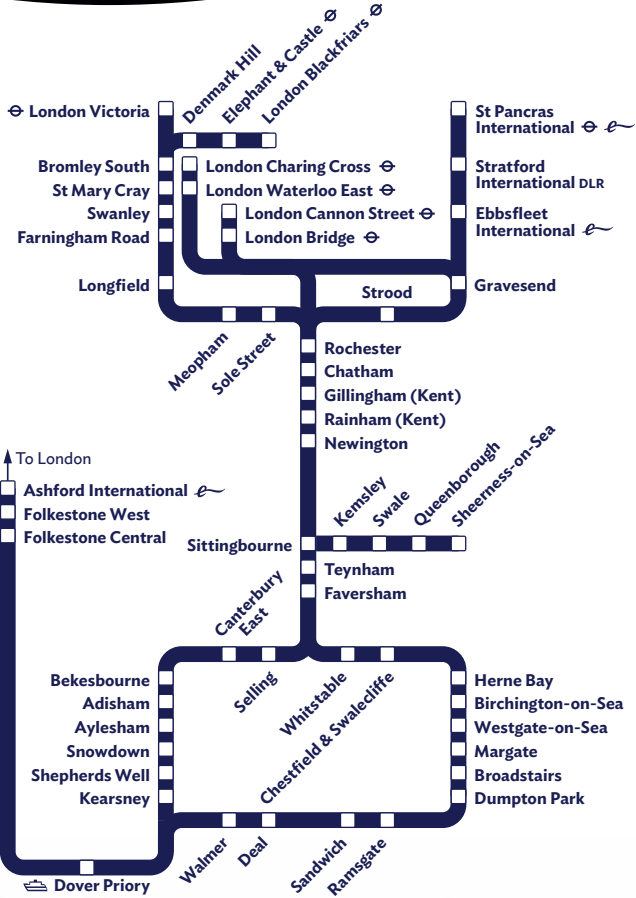 Denmark Hill
Elephant & Castle
London Blackfriars
London Victoria
St Pancras
International
Bromley South
London Charing Cross
Stratford
International DLR
St Mary Cray
London Waterloo East
Swanley
London Cannon Street
Ebbsfleet
International
Farningham Road
London Bridge
Longfield
Strood
Gravesend
Meopham
Sole Street
Rochester
Chatham
Gillingham (Kent)
Rainham (Kent)
Newington
To London
Ashford International
Folkestone West
Folkestone Central
Kemsley
Swale
Queenborough
Sheerness-on-Sea
Sittingbourne
Teynham
Faversham
Canterbury
East
Selling
Whitstable
Chestfield & Swalecliffe
Bekesbourne
Herne Bay
Adisham
Birchington-on-Sea
Aylesham
Westgate-on-Sea
Snowdown
Margate
Shepherds Well
Broadstairs
Kearsney
Dumpton Park
Walmer
Deal
Sandwich
Ramsgate
Dover Priory